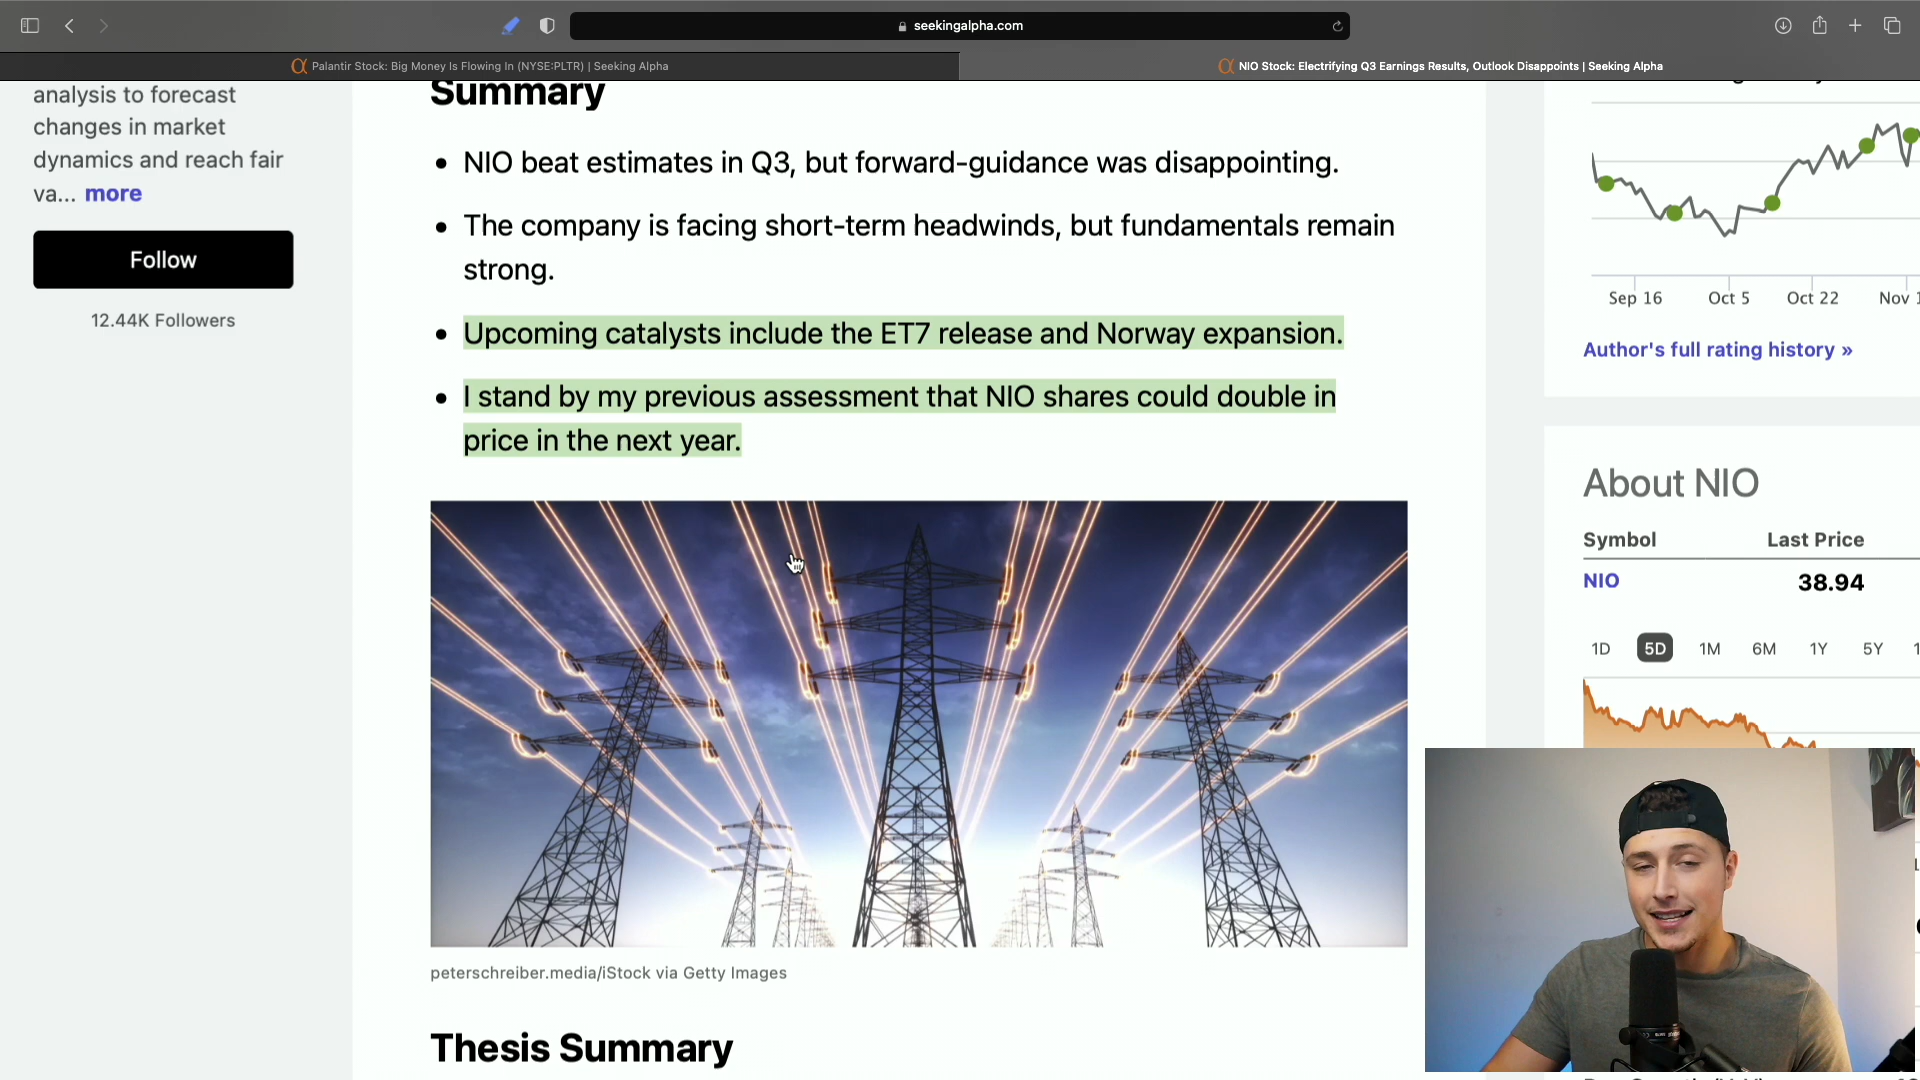 seekingalpha.com
Palantir Stock: Big Money Is Flowing In (NYSE:PLTR) | Seeking Alpha
NIO Stock: Electrifying Q3 Earnings Results, Outlook Disappoints | Seeking Alpha
analysis to forecast
changes in market
dynamics and reach fair
va... more
Follow
12.44K Followers
Summary
• NIO beat estimates in Q3, but forward-guidance was disappointing.
• The company is facing short-term headwinds, but fundamentals remain
strong.
• Upcoming catalysts include the ET7 release and Norway expansion.
• I stand by my previous assessment that NIO shares could double in
price in the next year.
peterschreiber.media/iStock via Getty Images
Thesis Summary
Sep 16 Oct 5 Oct 22 Nov 1
Author's full rating history »
About NIO
Symbol Last Price
NIO 38.94
1D 5D 1M 6M 1Y 5Y 1